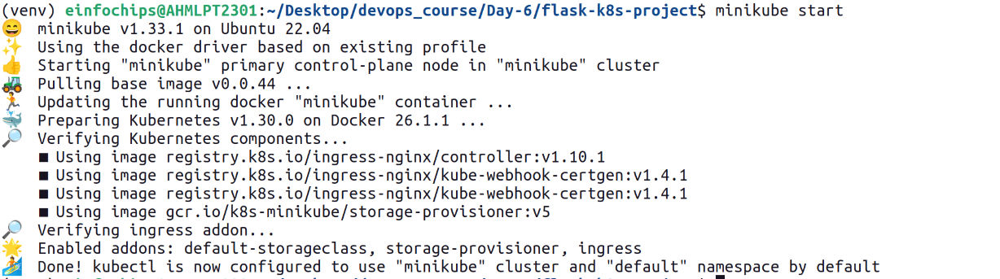 (venv) einfochips@AHMLPT2301:~/Desktop/devops_course/Day-6/flask-k8s-project$ minikube start
😄 minikube v1.33.1 on Ubuntu 22.04
✨ Using the docker driver based on existing profile
👍 Starting "minikube" primary control-plane node in "minikube" cluster
🚜 Pulling base image v0.0.44 ...
🏃 Updating the running docker "minikube" container ...
🐳 Preparing Kubernetes v1.30.0 on Docker 26.1.1 ...
🔎 Verifying Kubernetes components...
■ Using image registry.k8s.io/ingress-nginx/controller:v1.10.1
■ Using image registry.k8s.io/ingress-nginx/kube-webhook-certgen:v1.4.1
■ Using image registry.k8s.io/ingress-nginx/kube-webhook-certgen:v1.4.1
■ Using image gcr.io/k8s-minikube/storage-provisioner:v5
🔎 Verifying ingress addon...
🌟 Enabled addons: default-storageclass, storage-provisioner, ingress
🏄 Done! kubectl is now configured to use "minikube" cluster and "default" namespace by default